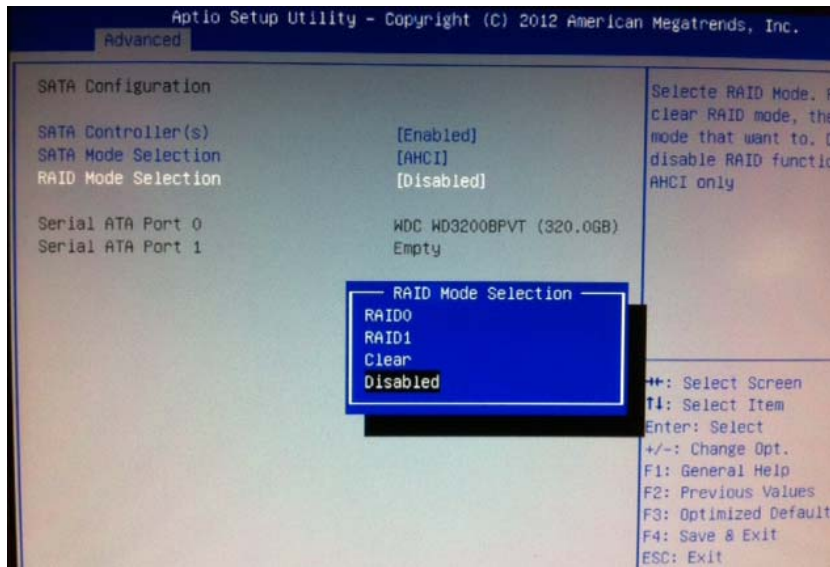 Aptio Setup Utility – Copyright (C) 2012 American Megatrends, Inc.
Advanced
SATA Configuration
SATA Controller(s) [Enabled]
SATA Mode Selection [AHCI]
RAID Mode Selection [Disabled]
Serial ATA Port 0 WDC WD3200BPVT (320.0GB)
Serial ATA Port 1 Empty
RAID Mode Selection
RAID0
RAID1
Clear
Disabled
Selecte RAID Mode.
clear RAID mode, the
mode that want to.
disable RAID functio
AHCI only
→←: Select Screen
↑↓: Select Item
Enter: Select
+/-: Change Opt.
F1: General Help
F2: Previous Values
F3: Optimized Default
F4: Save & Exit
ESC: Exit